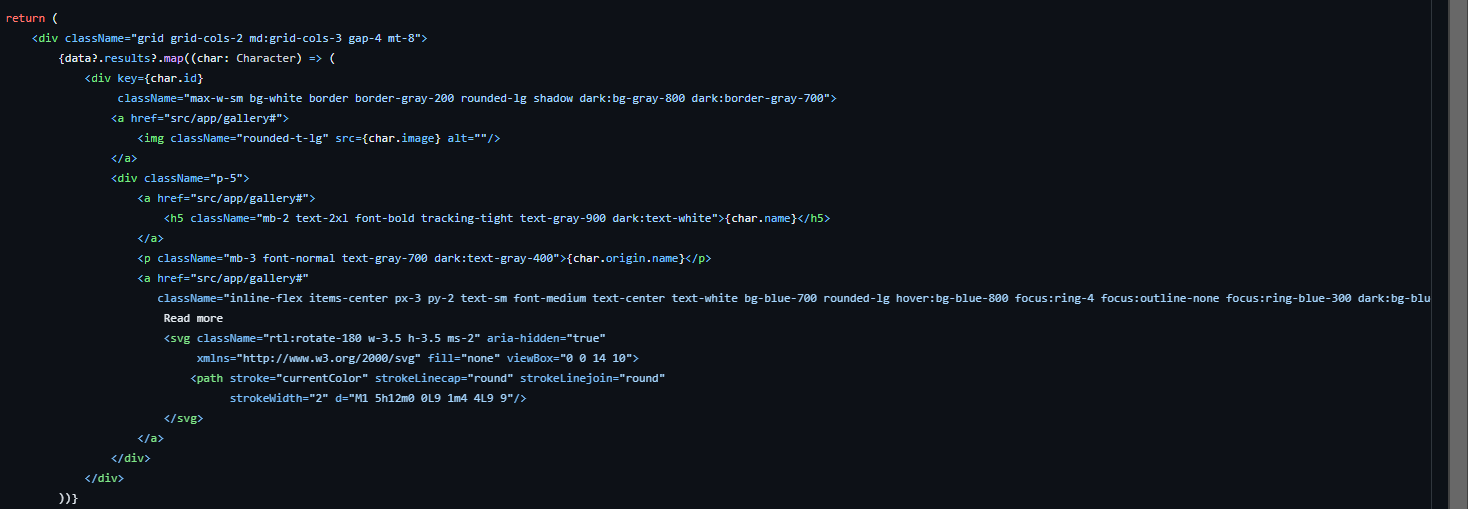 return (
<div className="grid grid-cols-2 md:grid-cols-3 gap-4 mt-8">
{data?.results?.map((char: Character) => (
<div key={char.id}
className="max-w-sm bg-white border border-gray-200 rounded-lg shadow dark:bg-gray-800 dark:border-gray-700">
<a href="src/app/gallery#">
<img className="rounded-t-lg" src={char.image} alt=""/>
</a>
<div className="p-5">
<a href="src/app/gallery#">
<h5 className="mb-2 text-2xl font-bold tracking-tight text-gray-900 dark:text-white">{char.name}</h5>
</a>
<p className="mb-3 font-normal text-gray-700 dark:text-gray-400">{char.origin.name}</p>
<a href="src/app/gallery#"
className="inline-flex items-center px-3 py-2 text-sm font-medium text-center text-white bg-blue-700 rounded-lg hover:bg-blue-800 focus:ring-4 focus:outline-none focus:ring-blue-300 dark:bg-blu
Read more
<svg className="rtl:rotate-180 w-3.5 h-3.5 ms-2" aria-hidden="true"
xmlns="http://www.w3.org/2000/svg" fill="none" viewBox="0 0 14 10">
<path stroke="currentColor" strokeLinecap="round" strokeLinejoin="round"
strokeWidth="2" d="M1 5h12m0 0L9 1m4 4L9 9"/>
</svg>
</a>
</div>
</div>
))}